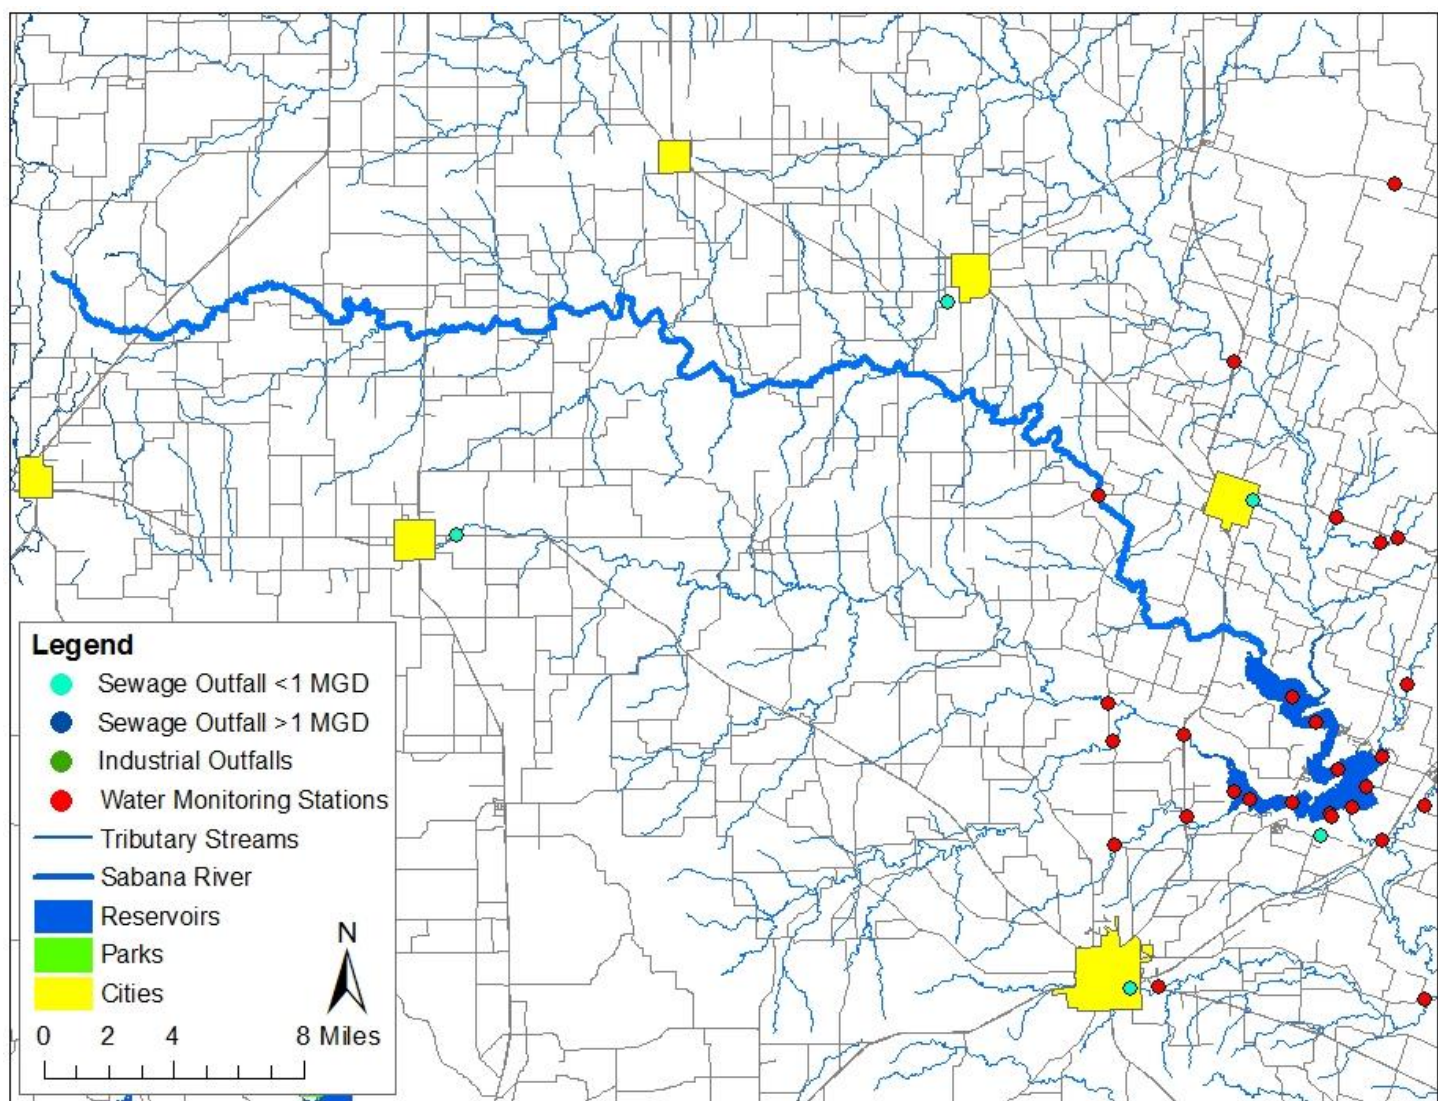 Legend
Sewage Outfall <1 MGD
Sewage Outfall >1 MGD
Industrial Outfalls
Water Monitoring Stations
Tributary Streams
Sabana River
Reservoirs
Parks
Cities
N
0 2 4 8 Miles